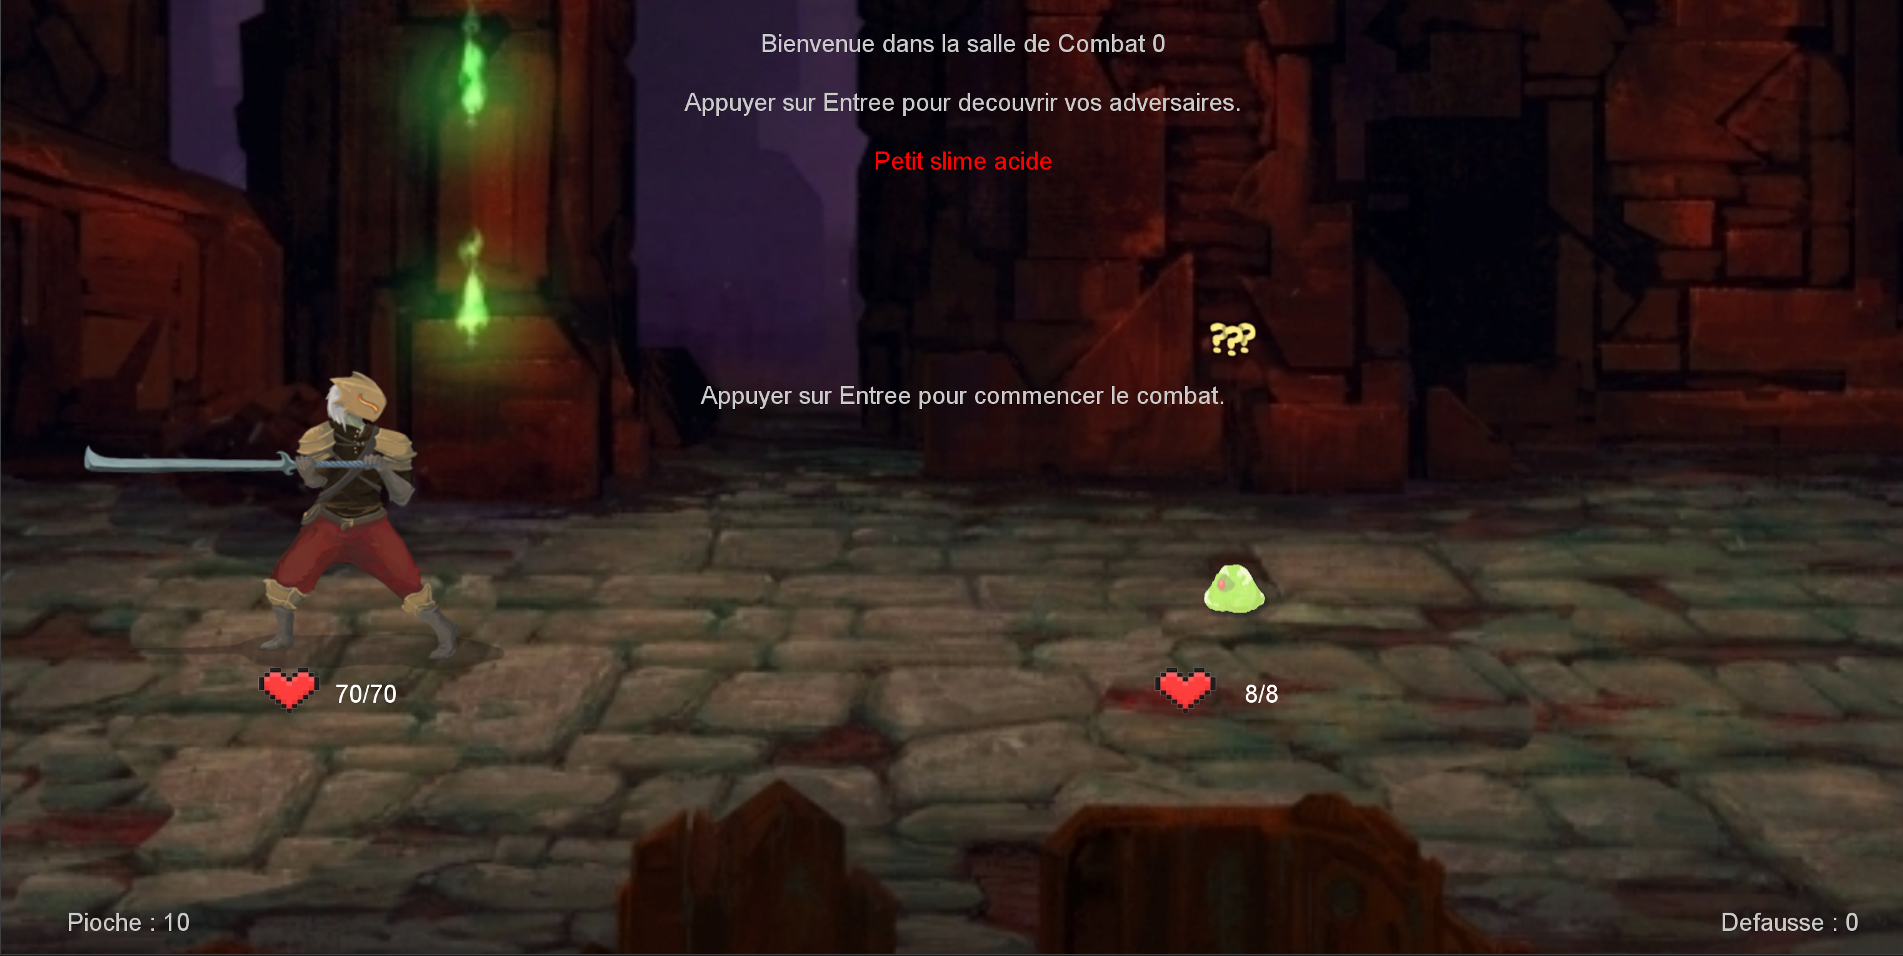 Bienvenue dans la salle de Combat 0
Appuyer sur Entree pour decouvrir vos adversaires.
Petit slime acide
???
Appuyer sur Entree pour commencer le combat.
70/70
8/8
Pioche : 10
Defausse : 0